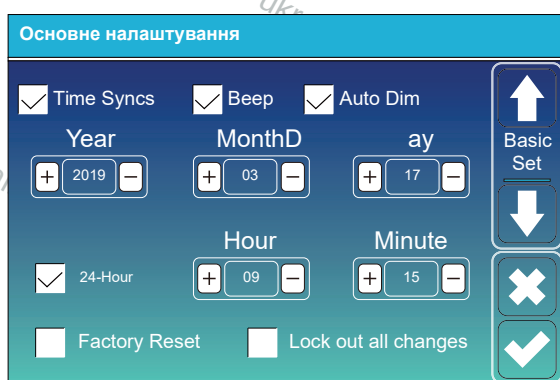 Основне налаштування
Time Syncs Beep Auto Dim
Year MonthD ay
+ 2019 − + 03 − + 17 −
Basic
Set
Hour Minute
24-Hour + 09 − + 15 −
Factory Reset Lock out all changes